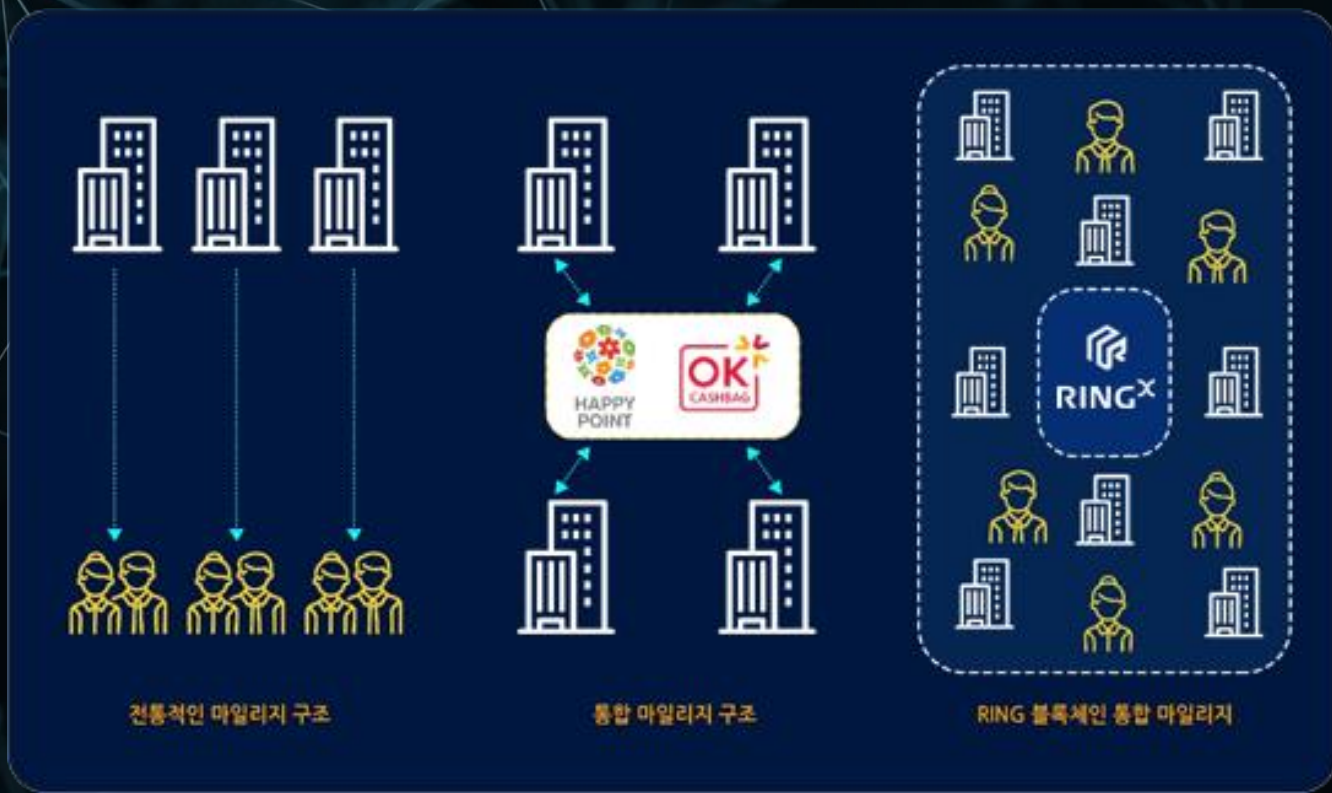 HAPPY
POINT
OK
CASHBAG
RINGX
전통적인 마일리지 구조
통합 마일리지 구조
RING 블록체인 통합 마일리지